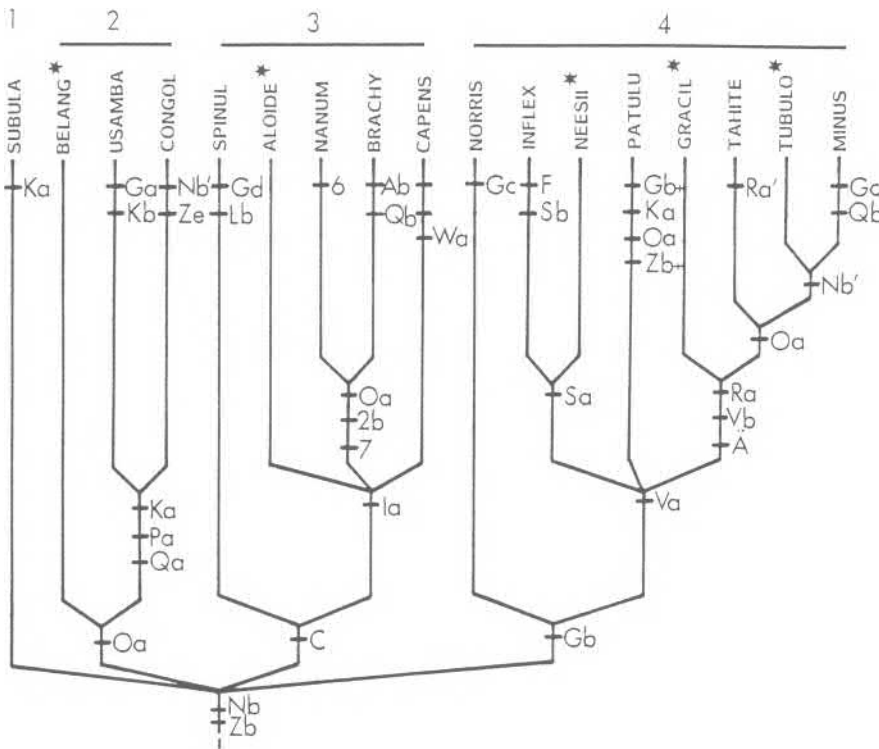 1 2 3 4
SUBULA BELANG* USAMBA CONGOL SPINUL ALOIDE* NANUM BRACHY CAPENS NORRIS INFLEX NEESII* PATULU GRACIL* TAHITE TUBULO* MINUS
Ka Ga Nb' Gd 6 Ab Gc F Gb+ Ra' Ga
Kb Ze Lb Qb Sb Ka Qb
Wa Oa
Zb+
Nb'
Oa
Oa Sa Ra
2b Vb
7 Ä
Ka Ia Va
Pa
Qa
Oa C Gb
Nb
Zb